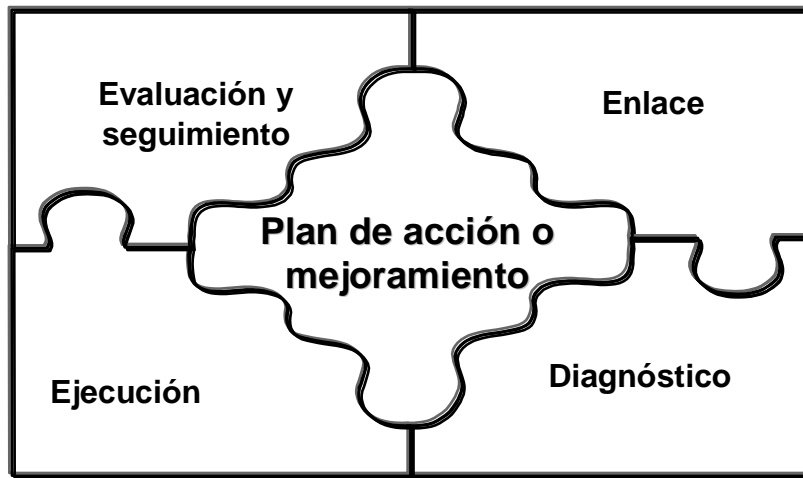 Evaluación y
seguimiento
Enlace
Plan de acción o
mejoramiento
Ejecución
Diagnóstico